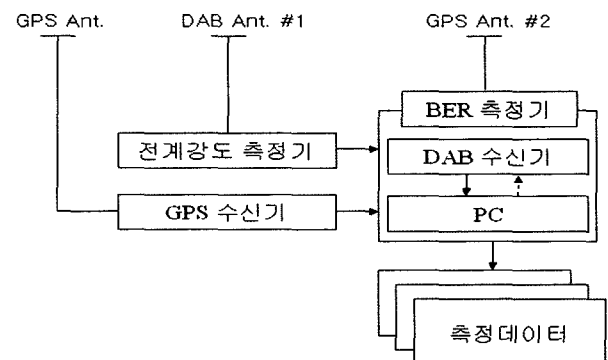 GPS Ant.
DAB Ant. #1
GPS Ant. #2
BER 측정기
전계강도 측정기
DAB 수신기
GPS 수신기
PC
측정데이터